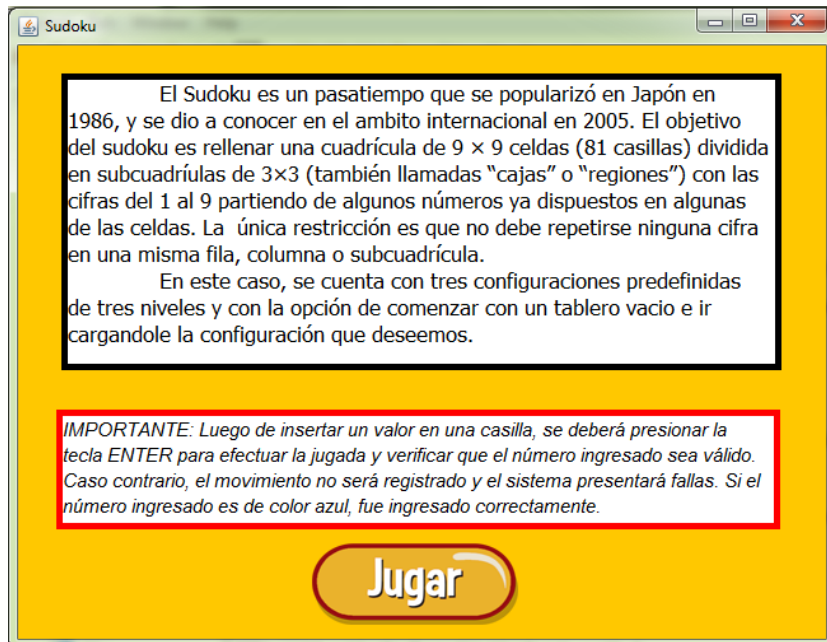 Sudoku
El Sudoku es un pasatiempo que se popularizó en Japón en
1986, y se dio a conocer en el ambito internacional en 2005. El objetivo
del sudoku es rellenar una cuadrícula de 9 × 9 celdas (81 casillas) dividida
en subcuadríulas de 3×3 (también llamadas “cajas” o “regiones”) con las
cifras del 1 al 9 partiendo de algunos números ya dispuestos en algunas
de las celdas. La  única restricción es que no debe repetirse ninguna cifra
en una misma fila, columna o subcuadrícula.
En este caso, se cuenta con tres configuraciones predefinidas
de tres niveles y con la opción de comenzar con un tablero vacio e ir
cargandole la configuración que deseemos.
IMPORTANTE: Luego de insertar un valor en una casilla, se deberá presionar la
tecla ENTER para efectuar la jugada y verificar que el número ingresado sea válido.
Caso contrario, el movimiento no será registrado y el sistema presentará fallas. Si el
número ingresado es de color azul, fue ingresado correctamente.
Jugar